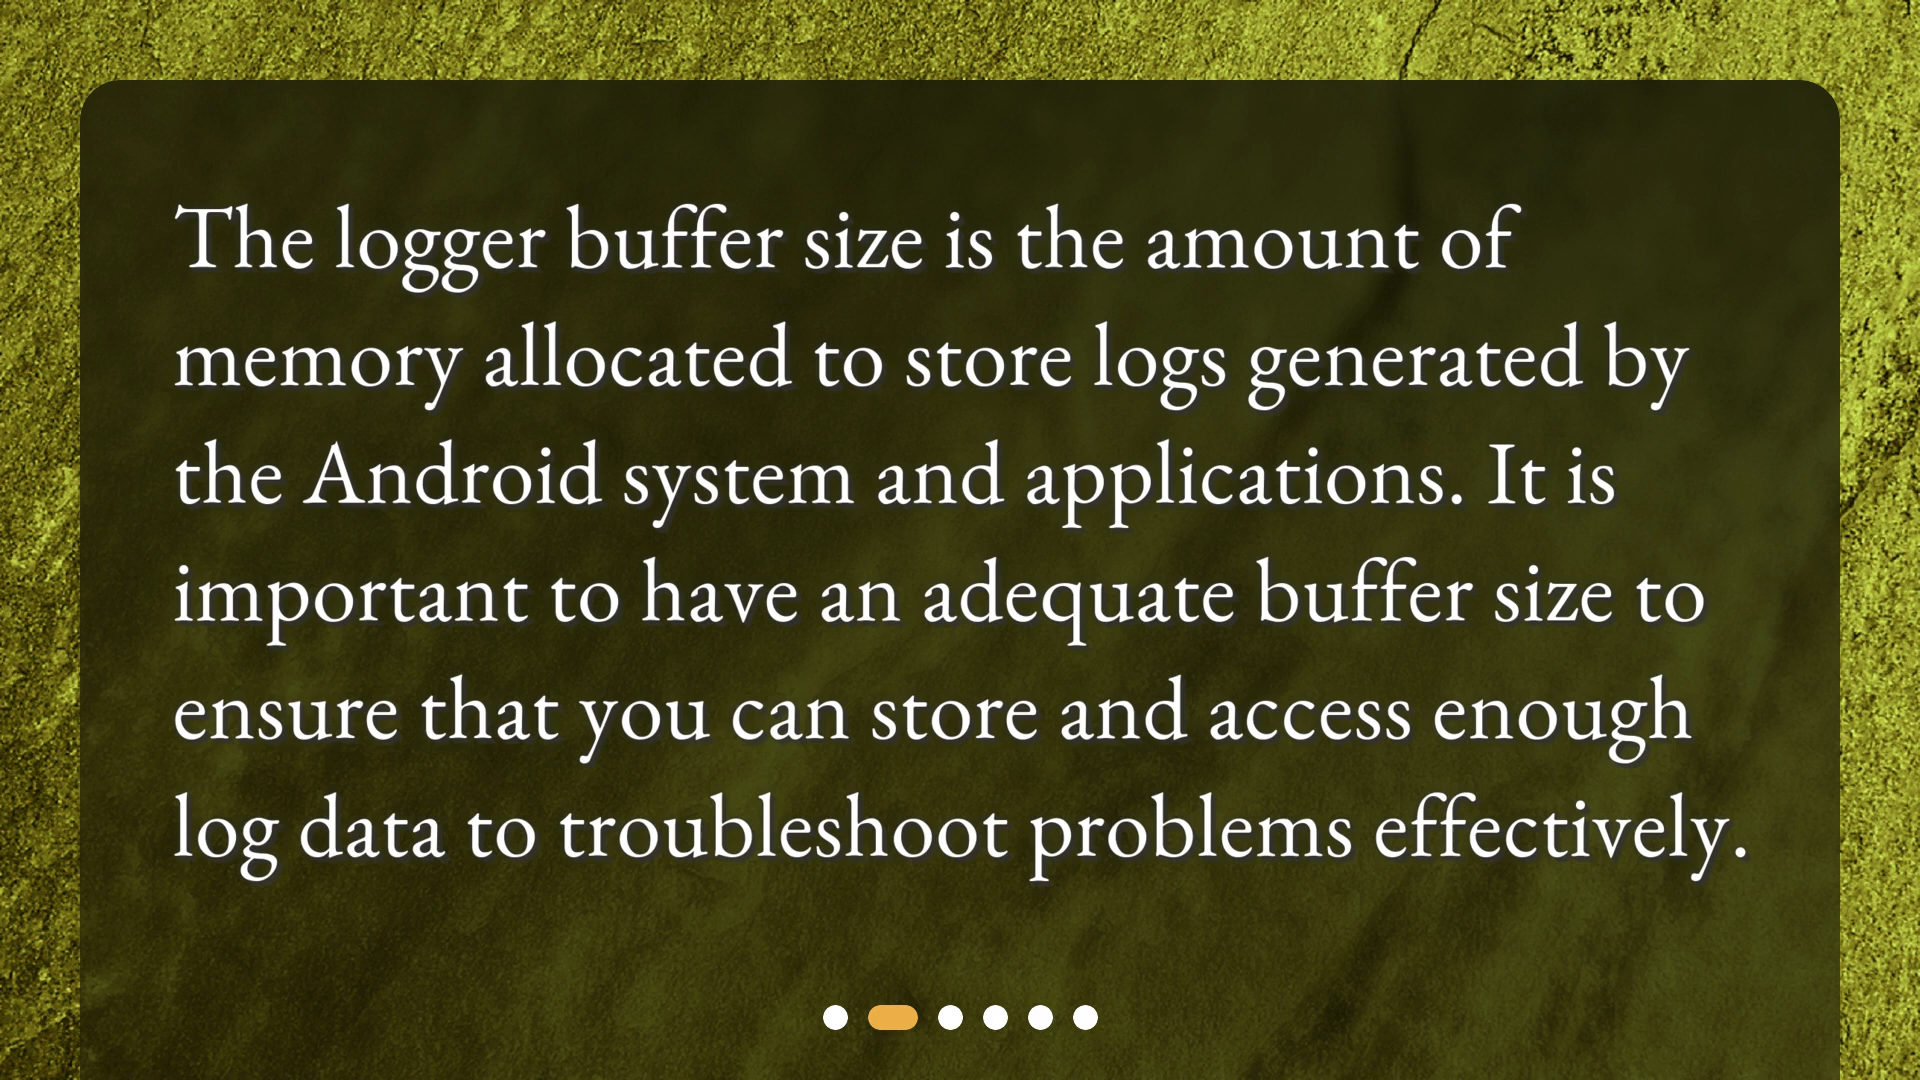 The logger buffer size is the amount of
memory allocated to store logs generated by
the Android system and applications. It is
important to have an adequate buffer size to
ensure that you can store and access enough
log data to troubleshoot problems effectively.